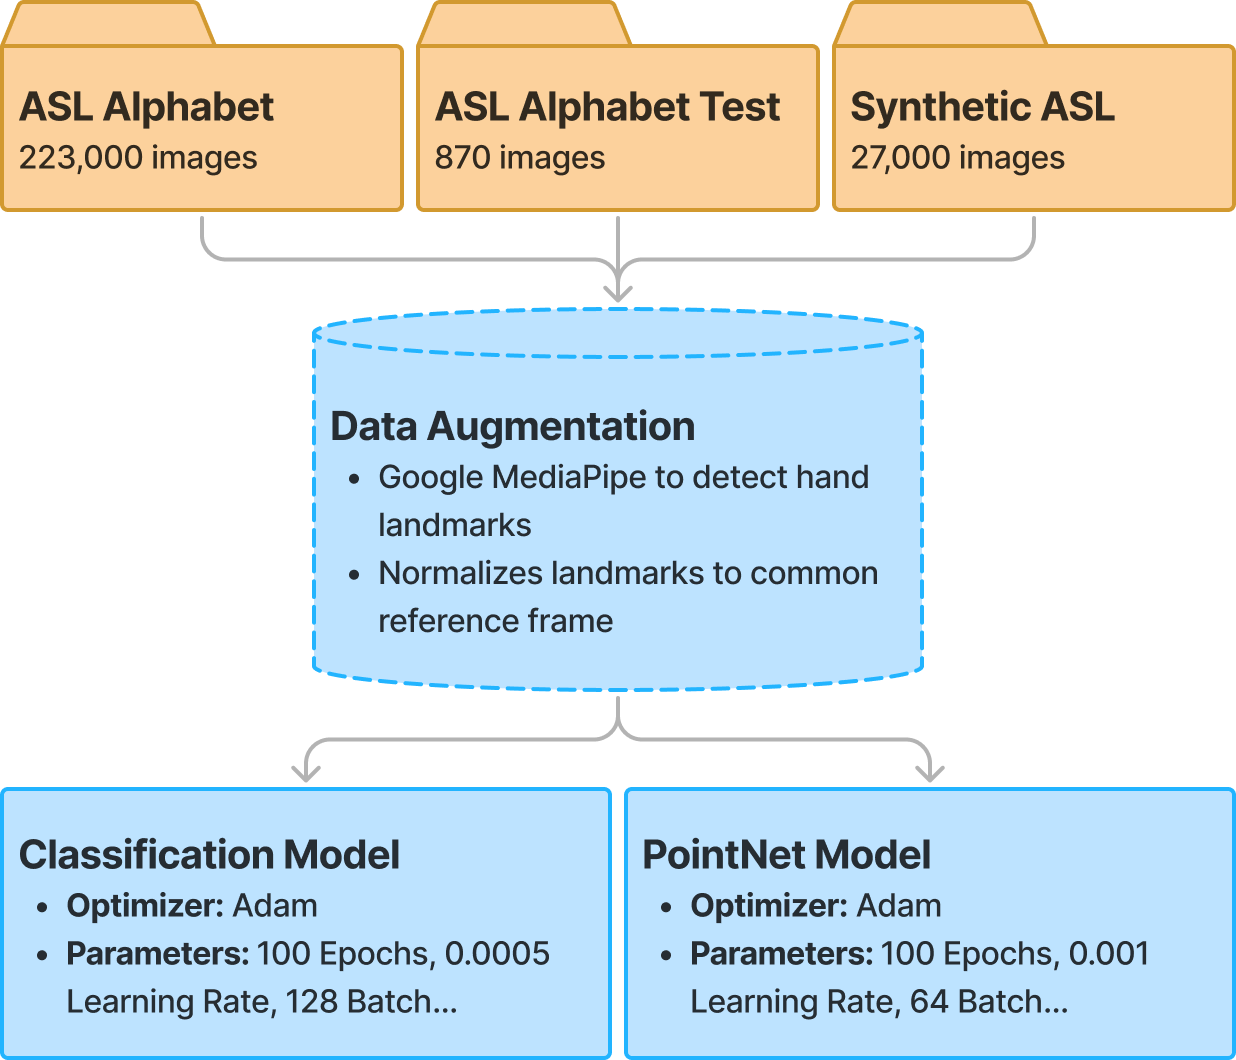 ASL Alphabet
223,000 images
ASL Alphabet Test
870 images
Synthetic ASL
27,000 images
Data Augmentation
• Google MediaPipe to detect hand
landmarks
• Normalizes landmarks to common
reference frame
Classification Model
• Optimizer: Adam
• Parameters: 100 Epochs, 0.0005
Learning Rate, 128 Batch...
PointNet Model
• Optimizer: Adam
• Parameters: 100 Epochs, 0.001
Learning Rate, 64 Batch...